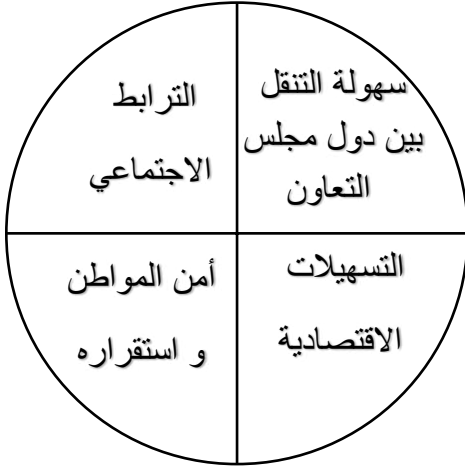 سهولة التنقل
بين دول مجلس
التعاون
الترابط
الاجتماعي
التسهيلات
الاقتصادية
أمن المواطن
و استقراره